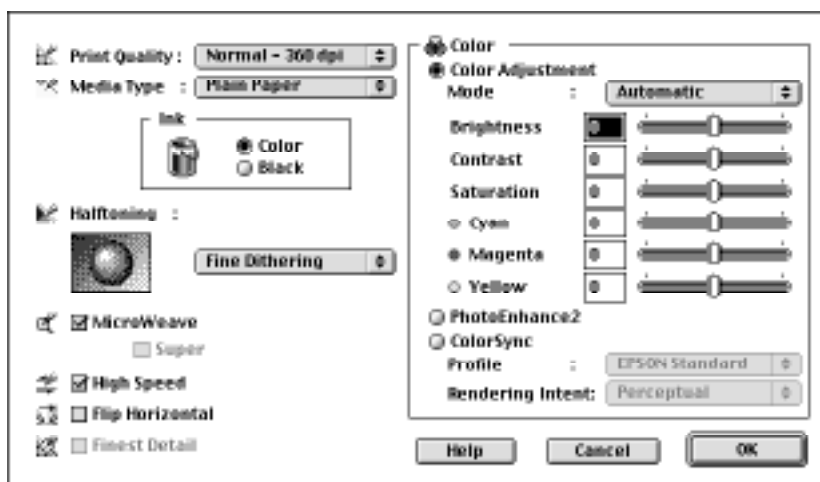 Print Quality : Normal - 360 dpi
Media Type : Plain Paper
Ink
Color
Black
Halftoning :
Fine Dithering
MicroWeave
Super
High Speed
Flip Horizontal
Finest Detail
Color
Color Adjustment
Mode : Automatic
Brightness 0
Contrast 0
Saturation 0
Cyan 0
Magenta 0
Yellow 0
PhotoEnhance2
ColorSync
Profile : EPSON Standard
Rendering Intent: Perceptual
Help
Cancel
OK